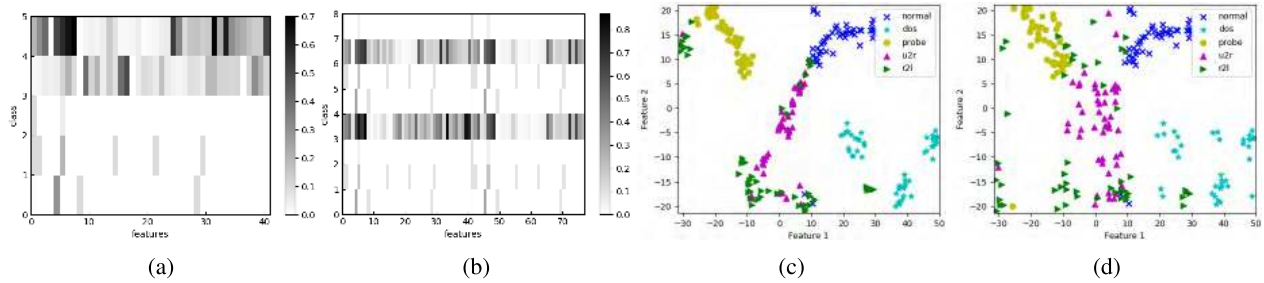 5
4
3
2
1
0
class
0 10 20 30 40
features
0.7
0.6
0.5
0.4
0.3
0.2
0.1
0.0
(a)
8
7
6
5
4
3
2
1
0
class
0 10 20 30 40 50 60 70
features
0.8
0.7
0.6
0.5
0.4
0.3
0.2
0.1
0.0
(b)
20
15
10
5
0
−5
−10
−15
−20
Feature 2
−30 −20 −10 0 10 20 30 40 50
Feature 1
normal
dos
probe
u2r
r2l
(c)
20
15
10
5
0
−5
−10
−15
−20
Feature 2
−30 −20 −10 0 10 20 30 40 50
Feature 1
normal
dos
probe
u2r
r2l
(d)